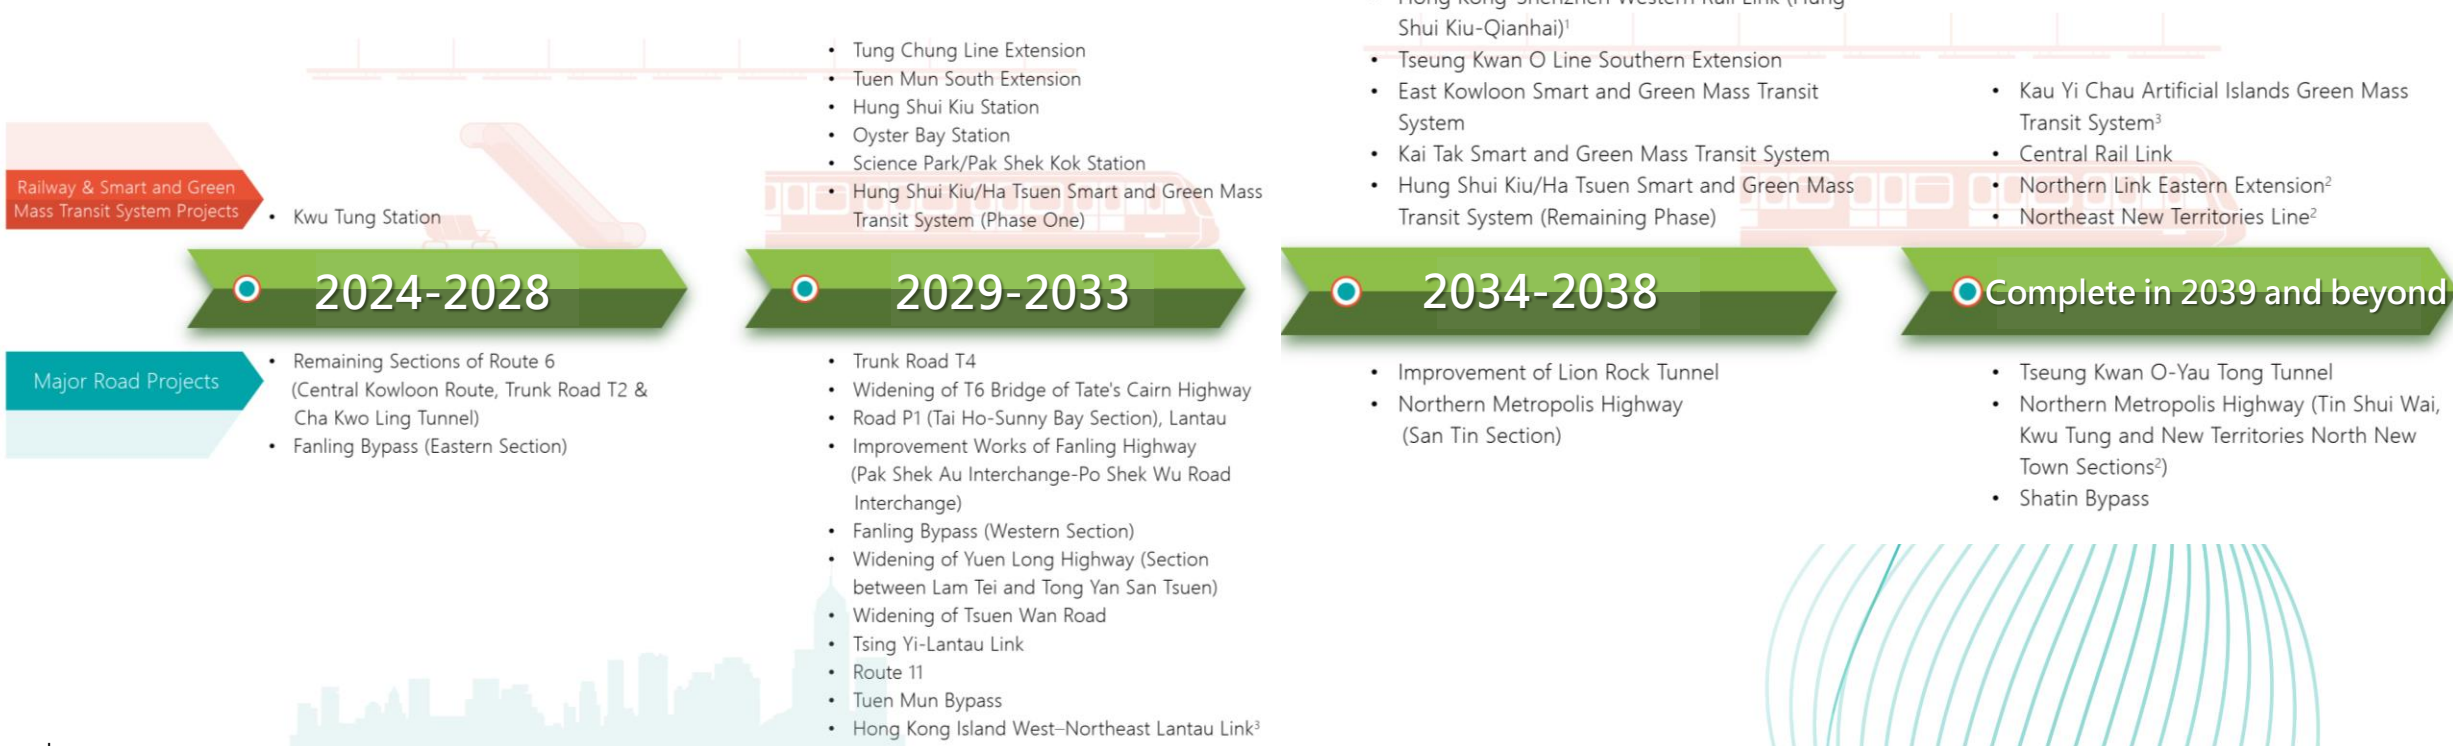 Railway & Smart and Green
Mass Transit System Projects
• Kwu Tung Station
• Tung Chung Line Extension
• Tuen Mun South Extension
• Hung Shui Kiu Station
• Oyster Bay Station
• Science Park/Pak Shek Kok Station
• Hung Shui Kiu/Ha Tsuen Smart and Green Mass
Transit System (Phase One)
Hong Kong-Shenzhen Western Rail Link (Hung
Shui Kiu-Qianhai)¹
• Tseung Kwan O Line Southern Extension
• East Kowloon Smart and Green Mass Transit
System
• Kai Tak Smart and Green Mass Transit System
• Hung Shui Kiu/Ha Tsuen Smart and Green Mass
Transit System (Remaining Phase)
• Kau Yi Chau Artificial Islands Green Mass
Transit System³
• Central Rail Link
• Northern Link Eastern Extension²
• Northeast New Territories Line²
2024-2028
2029-2033
2034-2038
Complete in 2039 and beyond
Major Road Projects
• Remaining Sections of Route 6
(Central Kowloon Route, Trunk Road T2 &
Cha Kwo Ling Tunnel)
• Fanling Bypass (Eastern Section)
• Trunk Road T4
• Widening of T6 Bridge of Tate's Cairn Highway
• Road P1 (Tai Ho-Sunny Bay Section), Lantau
• Improvement Works of Fanling Highway
(Pak Shek Au Interchange-Po Shek Wu Road
Interchange)
• Fanling Bypass (Western Section)
• Widening of Yuen Long Highway (Section
between Lam Tei and Tong Yan San Tsuen)
• Widening of Tsuen Wan Road
• Tsing Yi-Lantau Link
• Route 11
• Tuen Mun Bypass
• Hong Kong Island West–Northeast Lantau Link³
• Improvement of Lion Rock Tunnel
• Northern Metropolis Highway
(San Tin Section)
• Tseung Kwan O-Yau Tong Tunnel
• Northern Metropolis Highway (Tin Shui Wai,
Kwu Tung and New Territories North New
Town Sections²)
• Shatin Bypass